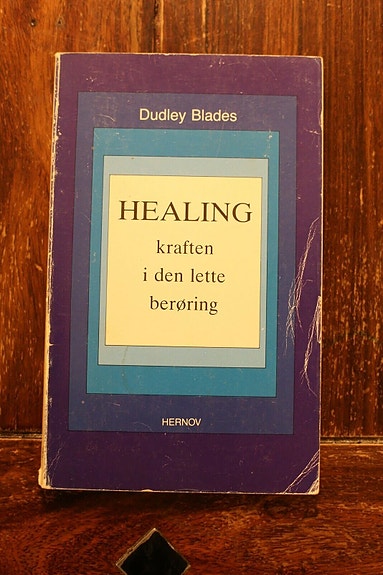 Dudley Blades
HEALING
kraften
i den lette
berøring
HERNOV